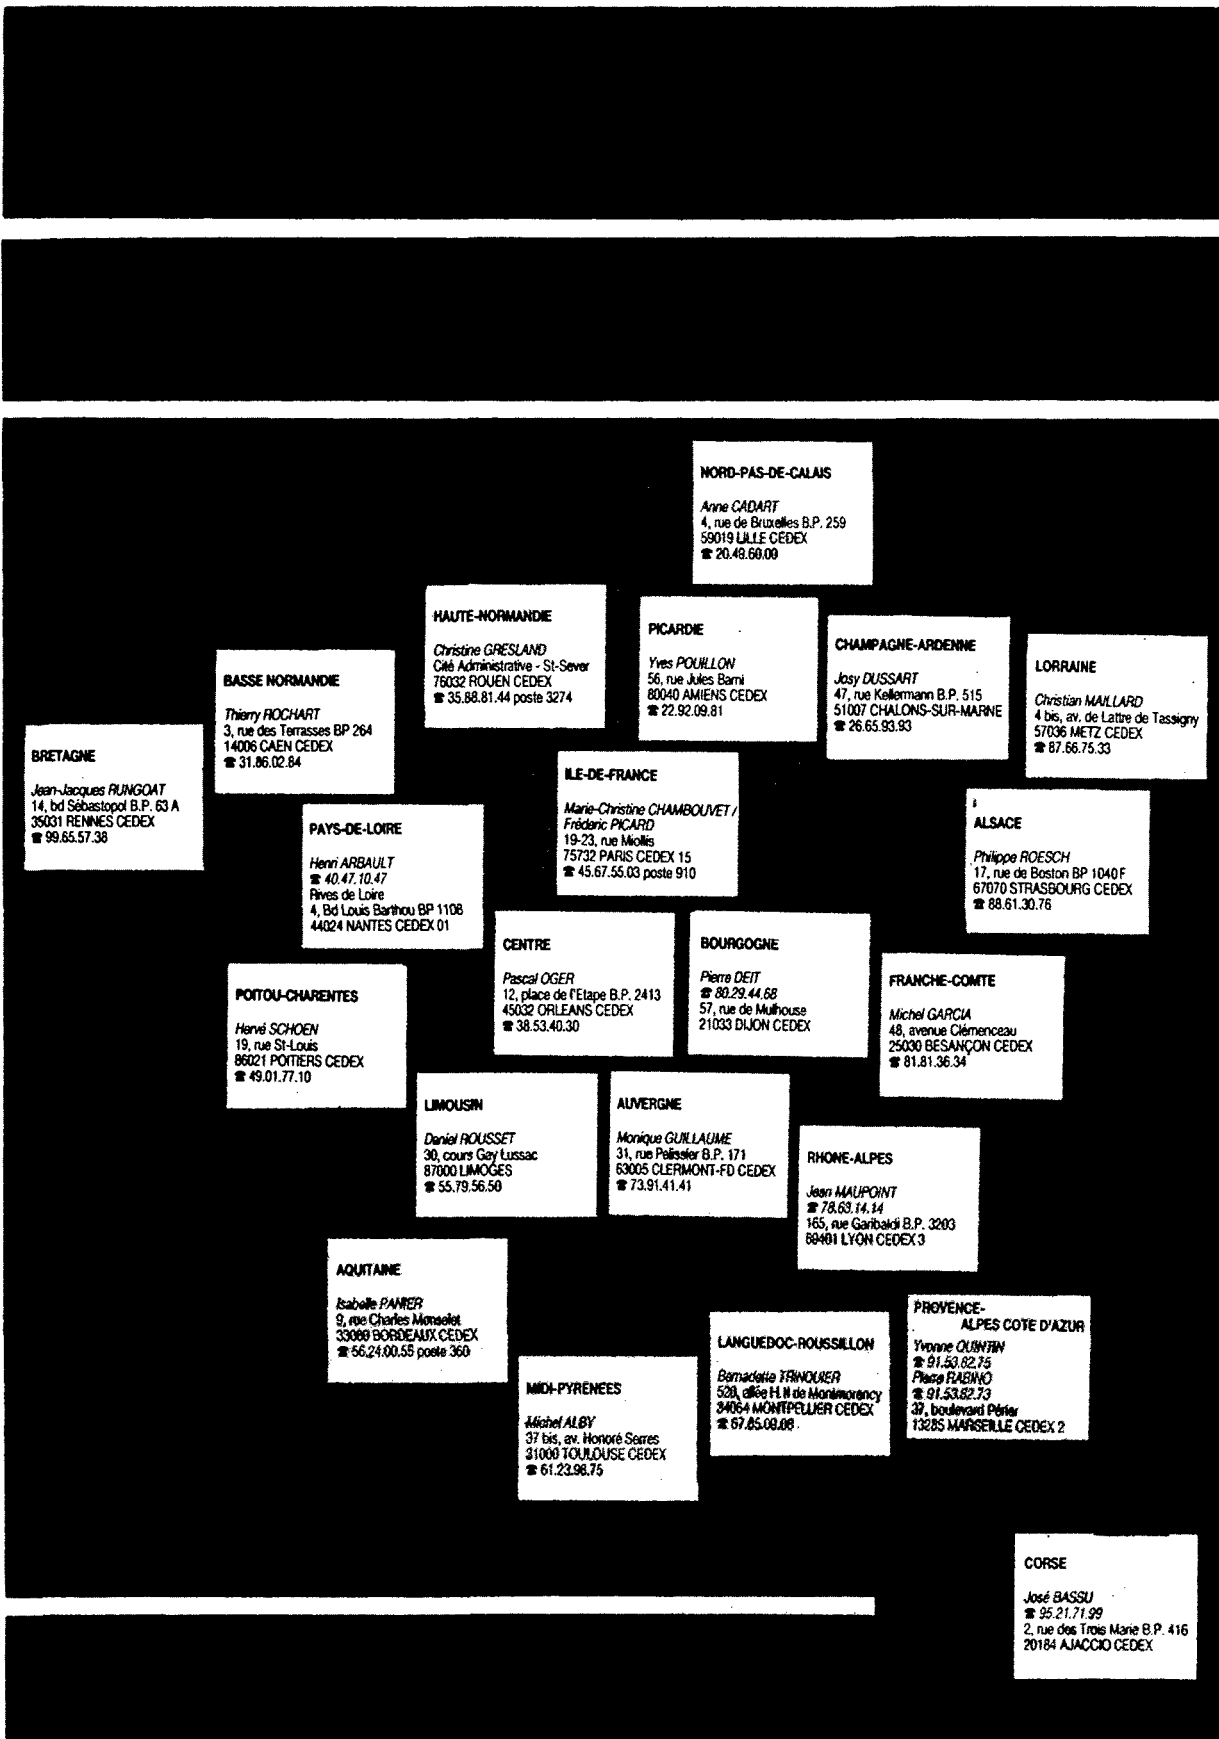 NORD-PAS-DE-CALAIS
Anne CADART
4, rue de Bruxelles B.P. 259
59019 LILLE CEDEX
☎ 20.49.60.09
HAUTE-NORMANDIE
Christine GRESLAND
Cité Administrative - St-Sever
76032 ROUEN CEDEX
☎ 35.88.81.44 poste 3274
PICARDIE
Yves POUILLON
56, rue Jules Barni
80040 AMIENS CEDEX
☎ 22.92.09.81
CHAMPAGNE-ARDENNE
Josy DUSSART
47, rue Kellermann B.P. 515
51007 CHALONS-SUR-MARNE
☎ 26.65.93.93
LORRAINE
Christian MAILLARD
4 bis, av. de Lattre de Tassigny
57036 METZ CEDEX
☎ 87.66.75.33
BASSE NORMANDIE
Thierry ROCHART
3, rue des Terrasses BP 264
14006 CAEN CEDEX
☎ 31.86.02.84
BRETAGNE
Jean-Jacques RUNGOAT
14, bd Sébastopol B.P. 63 A
35031 RENNES CEDEX
☎ 99.65.57.38
ILE-DE-FRANCE
Marie-Christine CHAMBOUVET /
Fréderic PICARD
19-23, rue Miollis
75732 PARIS CEDEX 15
☎ 45.67.55.03 poste 910
PAYS-DE-LOIRE
Henri ARBAULT
☎ 40.47.10.47
Rives de Loire
4, Bd Louis Barthou BP 1108
44024 NANTES CEDEX 01
ALSACE
Philippe ROESCH
17, rue de Boston BP 1040 F
67070 STRASBOURG CEDEX
☎ 88.61.30.76
CENTRE
Pascal OGER
12, place de l'Etape B.P. 2413
45032 ORLEANS CEDEX
☎ 38.53.40.30
BOURGOGNE
Pierre DEIT
☎ 80.29.44.68
57, rue de Mulhouse
21033 DIJON CEDEX
FRANCHE-COMTE
Michel GARCIA
48, avenue Clémenceau
25030 BESANÇON CEDEX
☎ 81.81.36.34
POITOU-CHARENTES
Hervé SCHOEN
19, rue St-Louis
86021 POITIERS CEDEX
☎ 49.01.77.10
LIMOUSIN
Daniel ROUSSET
30, cours Gay Lussac
87000 LIMOGES
☎ 55.79.56.50
AUVERGNE
Monique GUILLAUME
31, rue Pelissier B.P. 171
63005 CLERMONT-FD CEDEX
☎ 73.91.41.41
RHONE-ALPES
Jean MAUPOINT
☎ 78.63.14.14
165, rue Garibaldi B.P. 3203
69401 LYON CEDEX 3
AQUITAINE
Isabelle PANIER
9, rue Charles Monselet
BORDEAUX CEDEX
☎ 56.24.00.55 poste 360
PROVENCE-
ALPES COTE D'AZUR
Yvonne QUINTIN
☎ 91.53.82.75
Pierre RABINO
☎ 91.53.82.73
37, boulevard Périer
13285 MARSEILLE CEDEX 2
LANGUEDOC-ROUSSILLON
Bernadette
allée H. II de Montmorency
34064 MONTPELLIER CEDEX
☎
MIDI-PYRENEES
Michel ALBY
37 bis, av. Honoré Serres
31000 TOULOUSE CEDEX
☎ 61.23.96.75
CORSE
José BASSU
☎ 95.21.71.99
2, rue des Trois Marie B.P. 416
20184 AJACCIO CEDEX